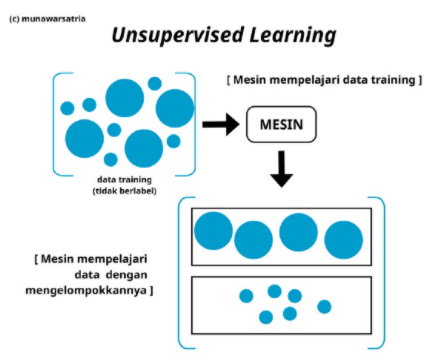 (c) munawarsatria
Unsupervised Learning
[ Mesin mempelajari data training ]
MESIN
data training
(tidak berlabel)
[ Mesin mempelajari
data dengan
mengelompokkannya ]